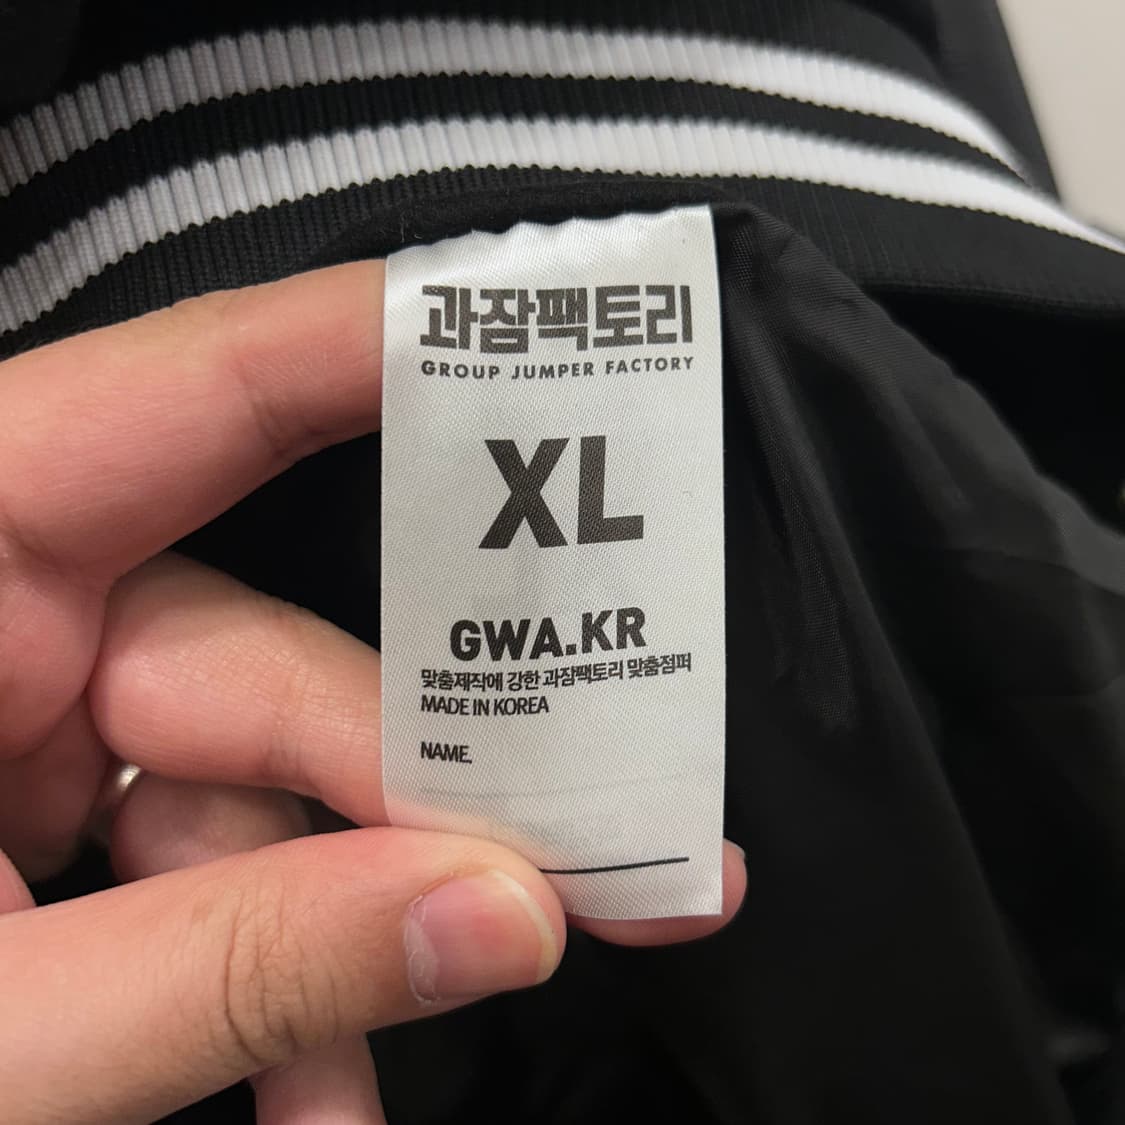 과잠팩토리
GROUP JUMPER FACTORY
XL
GWA.KR
맞춤제작에 강한 과잠팩토리 맞춤점퍼
MADE IN KOREA
NAME.